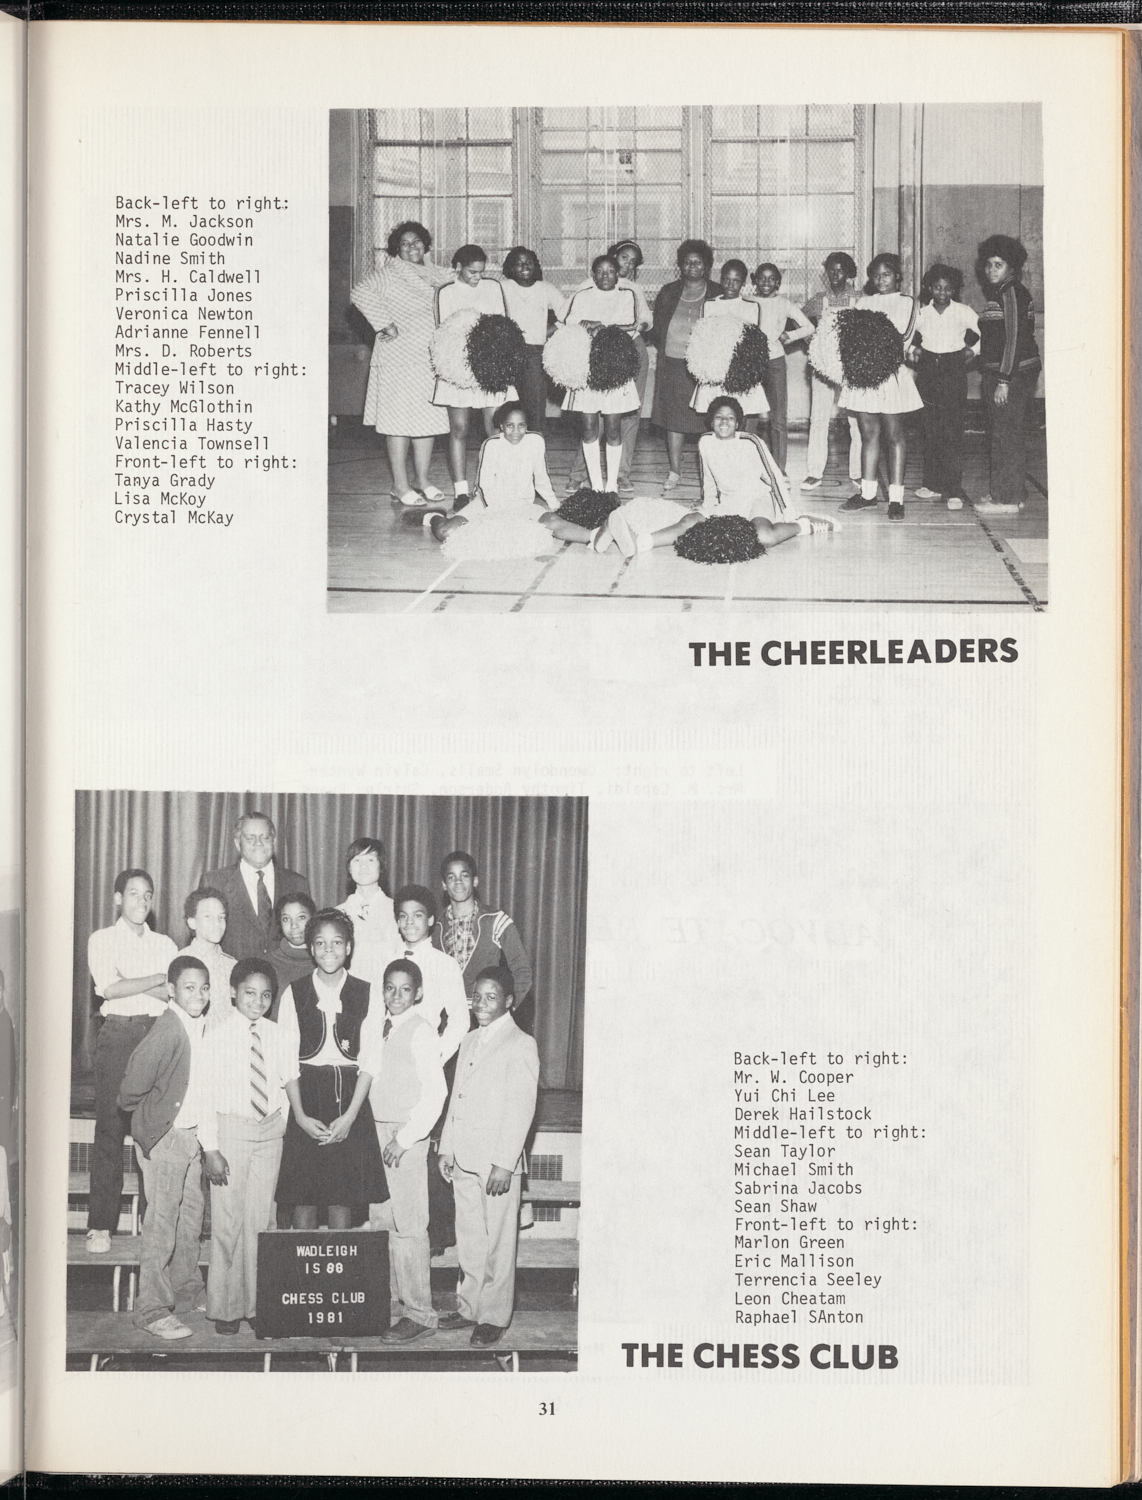 Back-left to right:
Mrs. M. Jackson
Natalie Goodwin
Nadine Smith
Mrs. H. Caldwell
Priscilla Jones
Veronica Newton
Adrianne Fennell
Mrs. D. Roberts
Middle-left to right:
Tracey Wilson
Kathy McGlothin
Priscilla Hasty
Valencia Townsell
Front-left to right:
Tanya Grady
Lisa McKoy
Crystal McKay
THE CHEERLEADERS
WADLEIGH
IS 88
CHESS CLUB
1981
Back-left to right:
Mr. W. Cooper
Yui Chi Lee
Derek Hailstock
Middle-left to right:
Sean Taylor
Michael Smith
Sabrina Jacobs
Sean Shaw
Front-left to right:
Marlon Green
Eric Mallison
Terrencia Seeley
Leon Cheatam
Raphael SAnton
THE CHESS CLUB
31